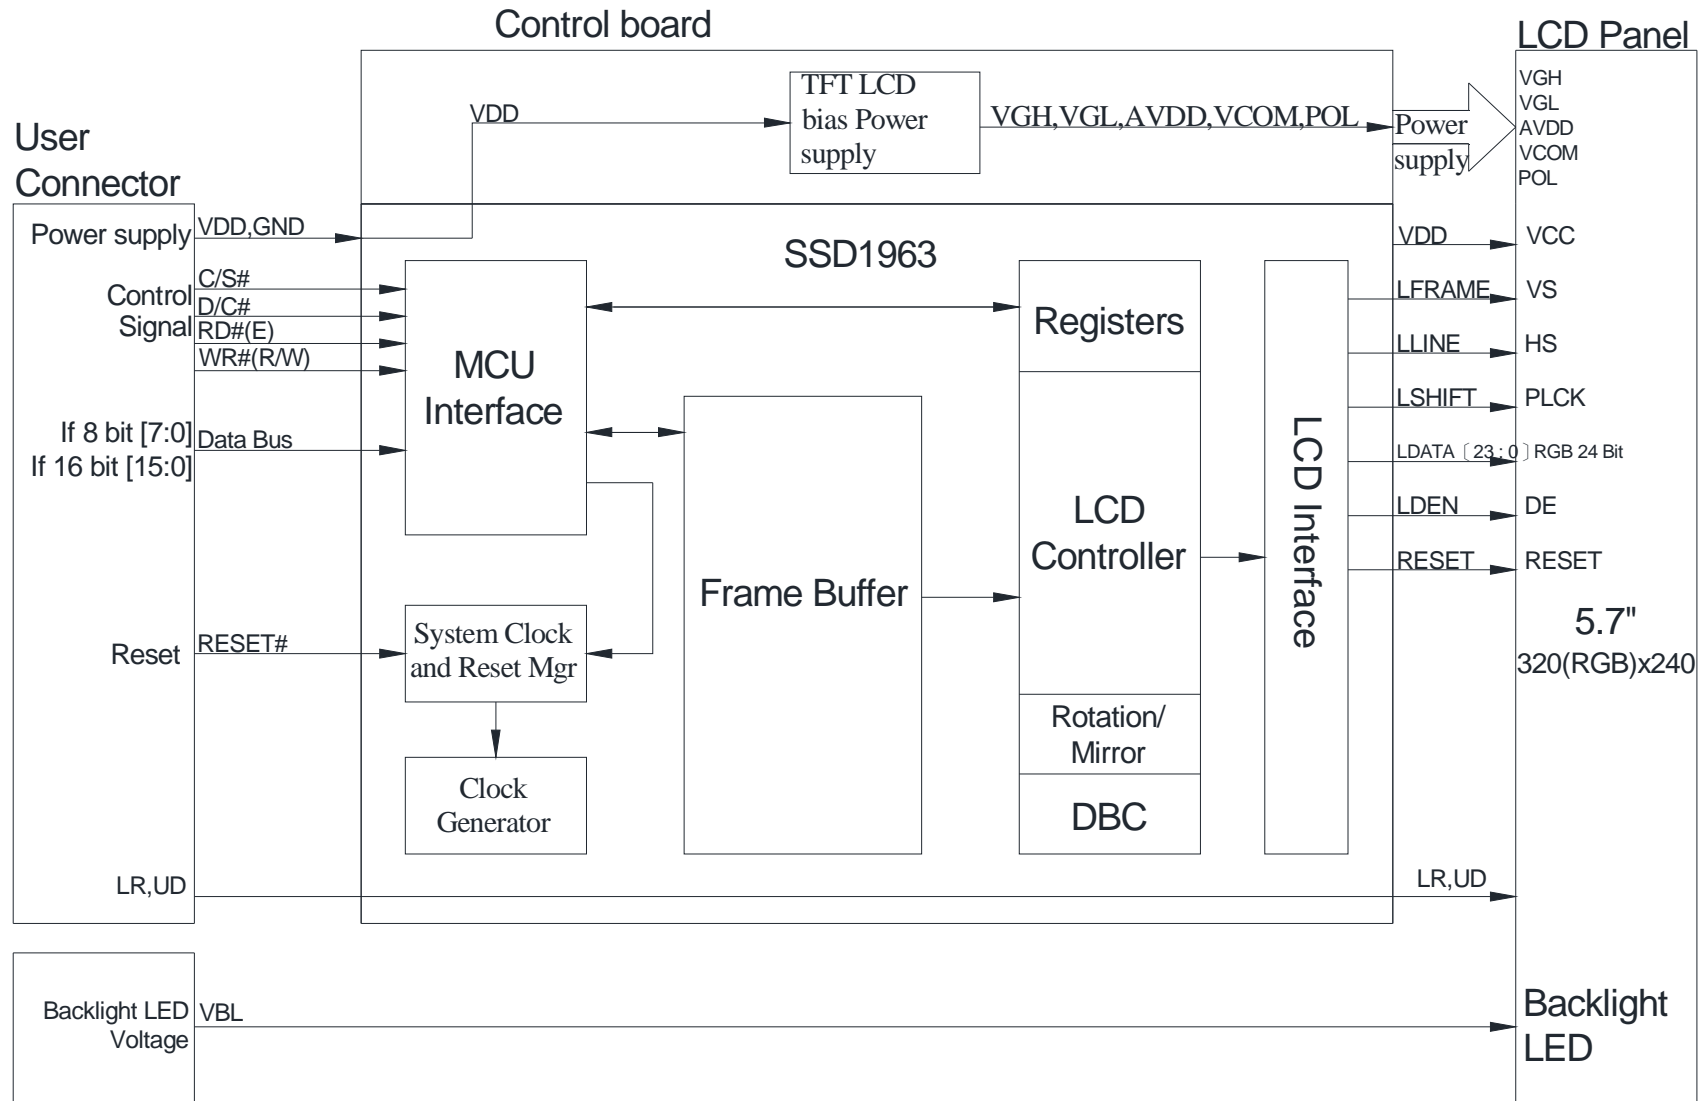 Control board
LCD Panel
TFT LCD
bias Power
supply
VDD
VGH,VGL,AVDD,VCOM,POL
Power
supply
VGH
VGL
AVDD
VCOM
POL
User
Connector
Power supply
VDD,GND
SSD1963
VDD
VCC
Control
Signal
C/S#
D/C#
RD#(E)
WR#(R/W)
MCU
Interface
Registers
LCD Interface
LFRAME
VS
LLINE
HS
LSHIFT
PLCK
If 8 bit [7:0]
If 16 bit [15:0]
Data Bus
LDATA〔23 : 0〕RGB 24 Bit
LCD
Controller
LDEN
DE
RESET
RESET
Frame Buffer
5.7"
320(RGB)x240
Reset
RESET#
System Clock
and Reset Mgr
Rotation/
Mirror
Clock
Generator
DBC
LR,UD
LR,UD
Backlight LED
Voltage
VBL
Backlight
LED